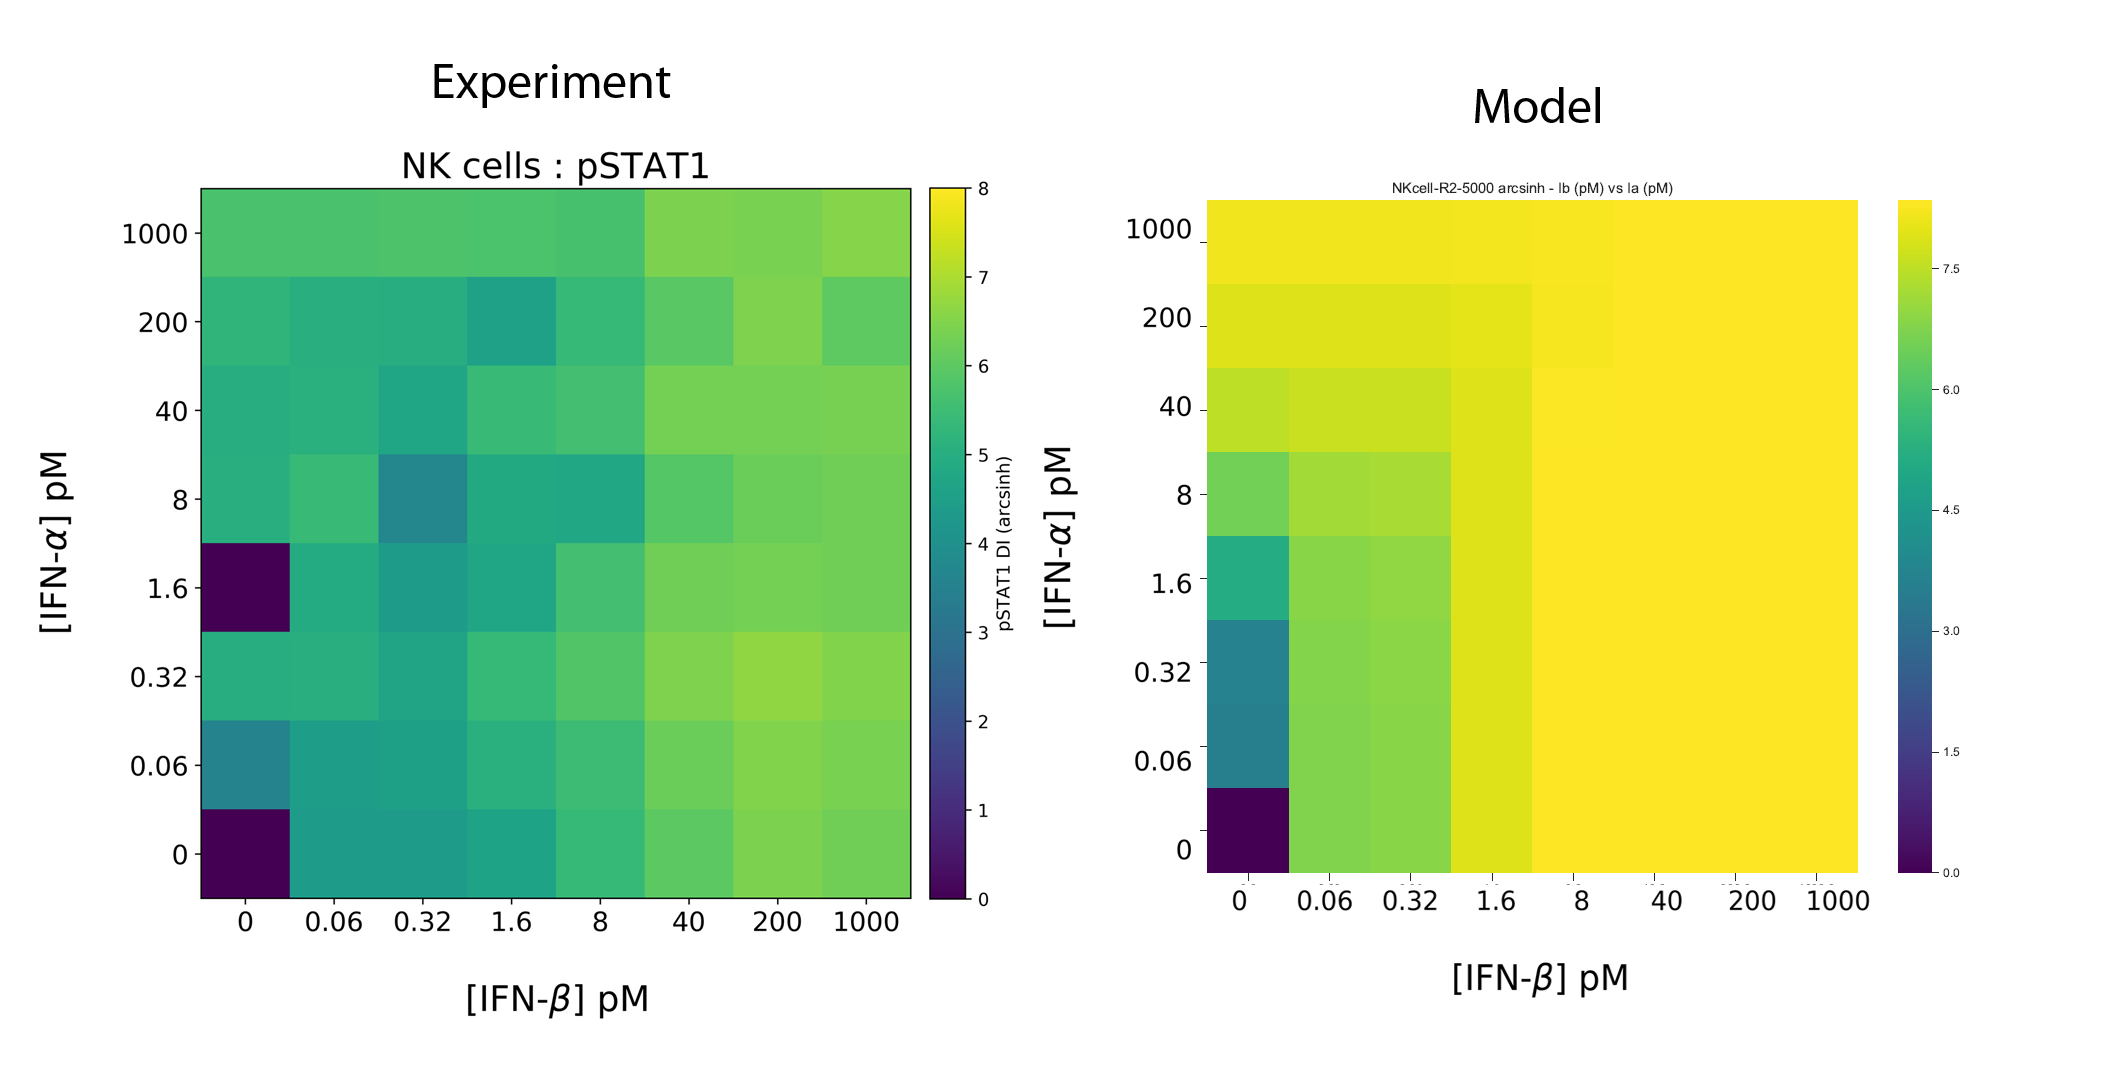 Experiment
NK cells : pSTAT1
1000
200
40
8
1.6
0.32
0.06
0
[IFN-α] pM
0 0.06 0.32 1.6 8 40 200 1000
[IFN-β] pM
8
7
6
5
4
3
2
1
0
pSTAT1 DI (arcsinh)
Model
NKcell-R2-5000 arcsinh - Ib (pM) vs Ia (pM)
1000
200
40
8
1.6
0.32
0.06
0
[IFN-α] pM
0 0.06 0.32 1.6 8 40 200 1000
[IFN-β] pM
7.5
6.0
4.5
3.0
1.5
0.0